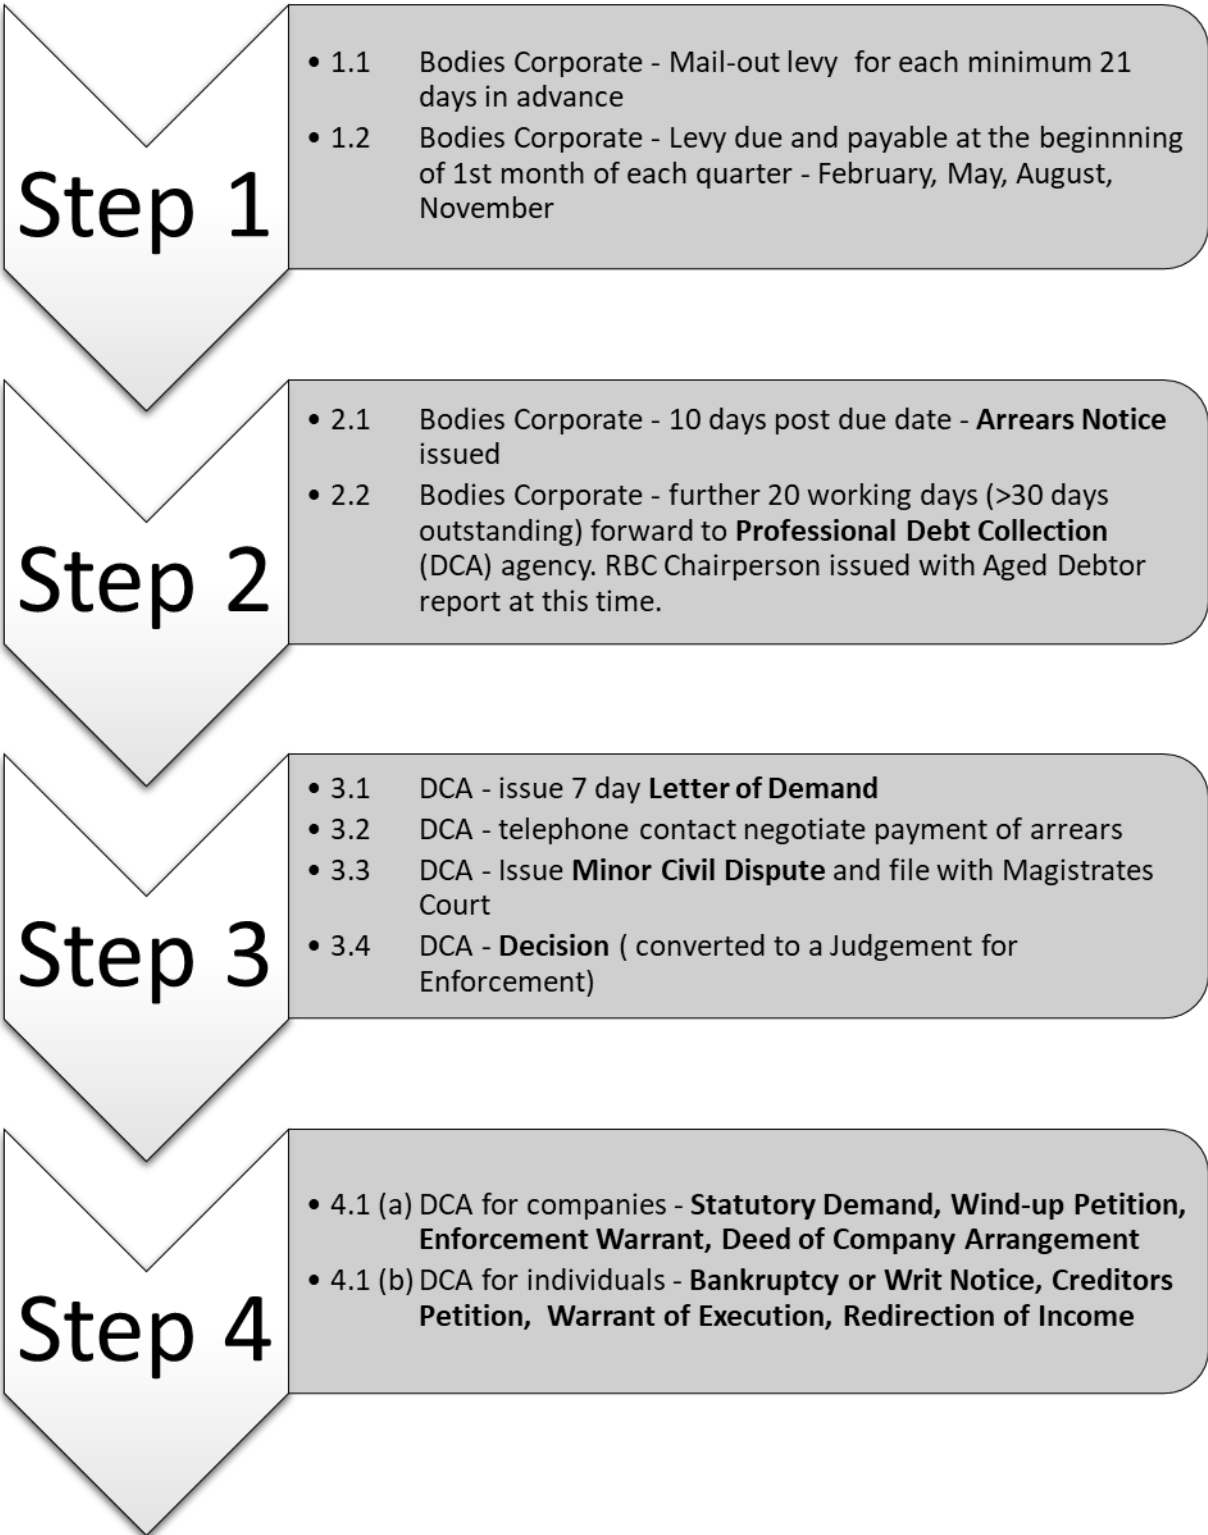 Step 1
• 1.1 Bodies Corporate - Mail-out levy for each minimum 21
days in advance
• 1.2 Bodies Corporate - Levy due and payable at the beginnning
of 1st month of each quarter - February, May, August,
November
Step 2
• 2.1 Bodies Corporate - 10 days post due date - Arrears Notice
issued
• 2.2 Bodies Corporate - further 20 working days (>30 days
outstanding) forward to Professional Debt Collection
(DCA) agency. RBC Chairperson issued with Aged Debtor
report at this time.
Step 3
• 3.1 DCA - issue 7 day Letter of Demand
• 3.2 DCA - telephone contact negotiate payment of arrears
• 3.3 DCA - Issue Minor Civil Dispute and file with Magistrates
Court
• 3.4 DCA - Decision ( converted to a Judgement for
Enforcement)
Step 4
• 4.1 (a) DCA for companies - Statutory Demand, Wind-up Petition,
Enforcement Warrant, Deed of Company Arrangement
• 4.1 (b) DCA for individuals - Bankruptcy or Writ Notice, Creditors
Petition, Warrant of Execution, Redirection of Income